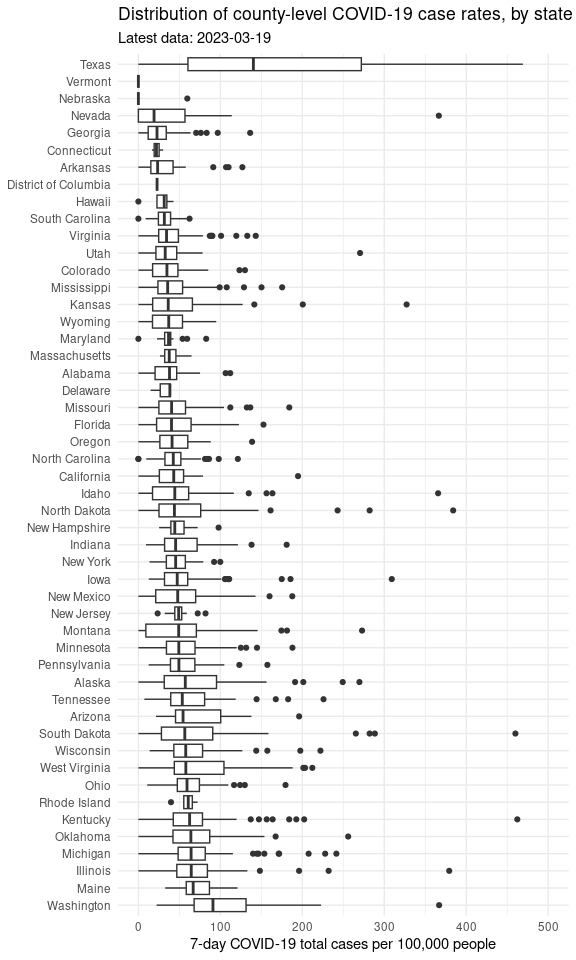 Distribution of county-level COVID-19 case rates, by state
Latest data: 2023-03-19
Texas
Vermont
Nebraska
Nevada
Georgia
Connecticut
Arkansas
District of Columbia
Hawaii
South Carolina
Virginia
Utah
Colorado
Mississippi
Kansas
Wyoming
Maryland
Massachusetts
Alabama
Delaware
Missouri
Florida
Oregon
North Carolina
California
Idaho
North Dakota
New Hampshire
Indiana
New York
Iowa
New Mexico
New Jersey
Montana
Minnesota
Pennsylvania
Alaska
Tennessee
Arizona
South Dakota
Wisconsin
West Virginia
Ohio
Rhode Island
Kentucky
Oklahoma
Michigan
Illinois
Maine
Washington
0 100 200 300 400 500
7-day COVID-19 total cases per 100,000 people